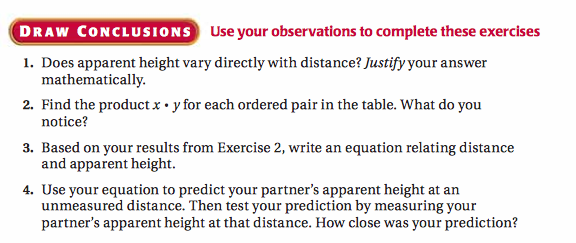 DRAW CONCLUSIONS Use your observations to complete these exercises
1. Does apparent height vary directly with distance? Justify your answer
mathematically.
2. Find the product x • y for each ordered pair in the table. What do you
notice?
3. Based on your results from Exercise 2, write an equation relating distance
and apparent height.
4. Use your equation to predict your partner's apparent height at an
unmeasured distance. Then test your prediction by measuring your
partner's apparent height at that distance. How close was your prediction?